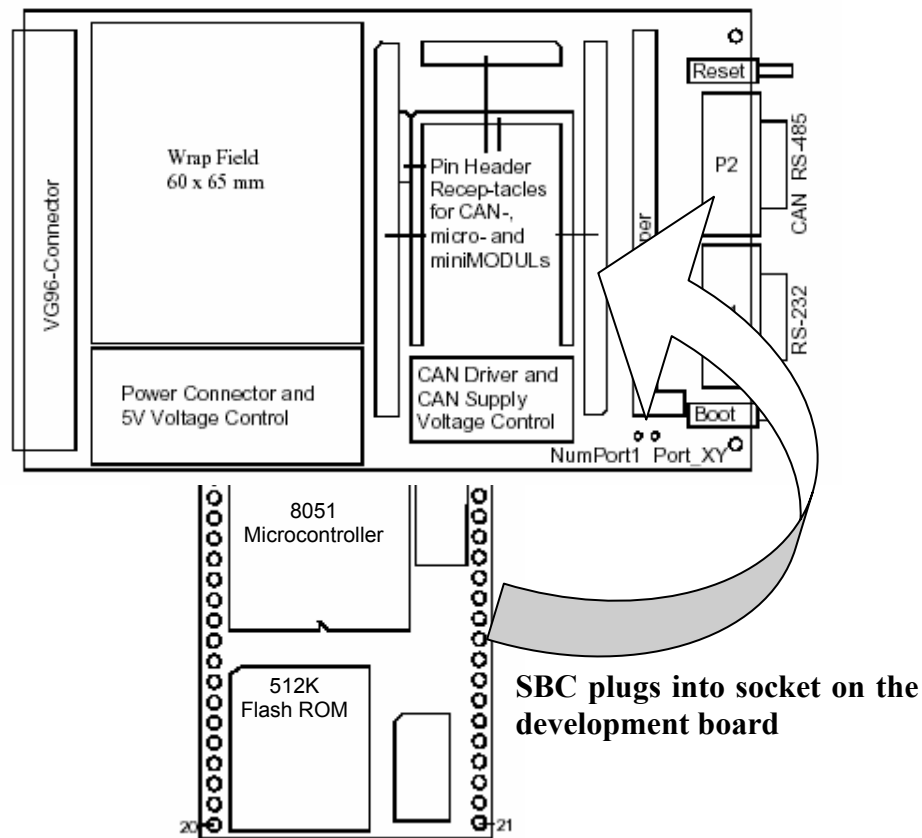 VG96-Connector
Wrap Field
60 x 65 mm
Power Connector and
5V Voltage Control
Pin Header
Recep-tacles
for CAN-,
micro- and
miniMODULs
CAN Driver and
CAN Supply
Voltage Control
Reset
P2
CAN RS-485
RS-232
Boot
NumPort1 Port_XY
8051
Microcontroller
512K
Flash ROM
20
21
SBC plugs into socket on the
development board